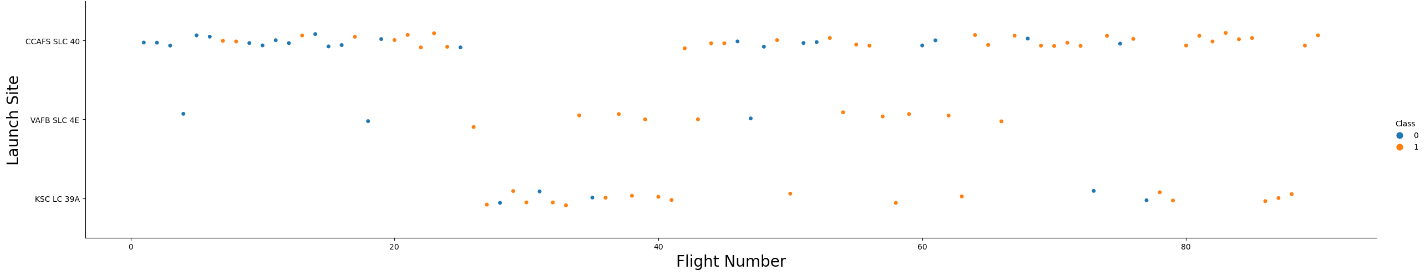 Launch Site
CCAFS SLC 40
VAFB SLC 4E
KSC LC 39A
0 20 40 60 80
Flight Number
Class
0
1